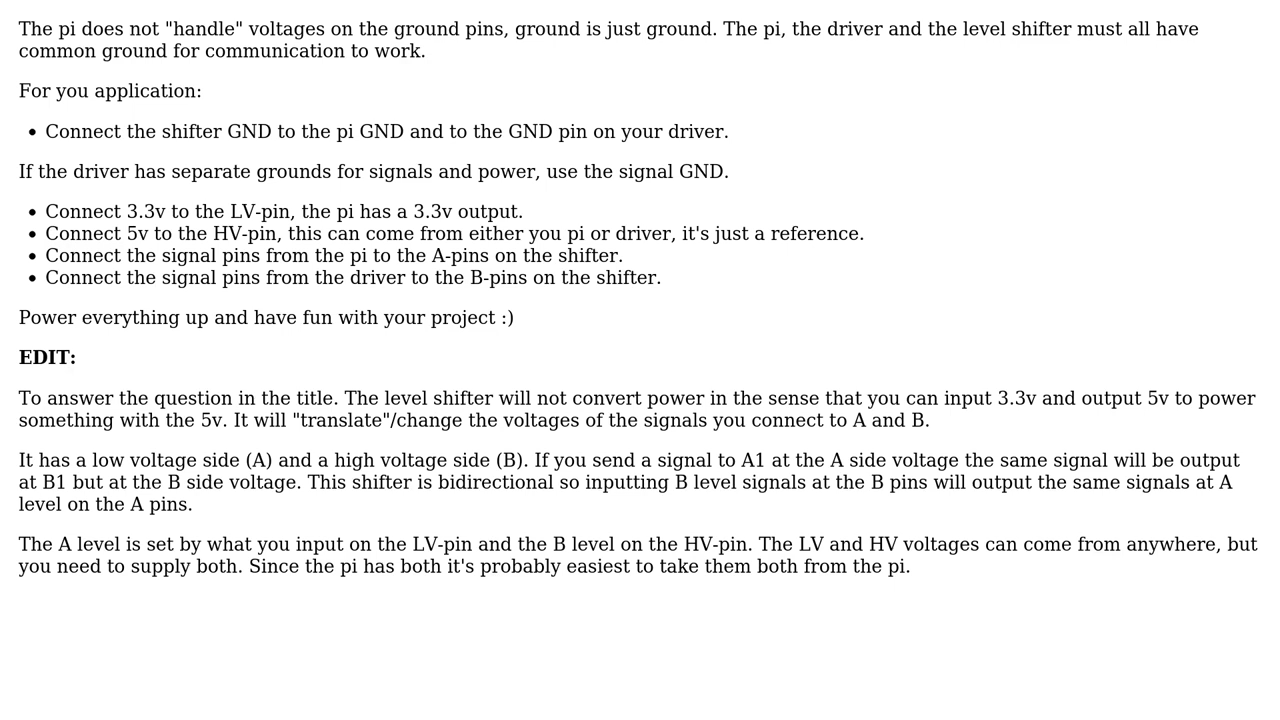 The pi does not "handle" voltages on the ground pins, ground is just ground. The pi, the driver and the level shifter must all have
common ground for communication to work.
For you application:
• Connect the shifter GND to the pi GND and to the GND pin on your driver.
If the driver has separate grounds for signals and power, use the signal GND.
• Connect 3.3v to the LV-pin, the pi has a 3.3v output.
• Connect 5v to the HV-pin, this can come from either you pi or driver, it's just a reference.
• Connect the signal pins from the pi to the A-pins on the shifter.
• Connect the signal pins from the driver to the B-pins on the shifter.
Power everything up and have fun with your project :)
EDIT:
To answer the question in the title. The level shifter will not convert power in the sense that you can input 3.3v and output 5v to power
something with the 5v. It will "translate"/change the voltages of the signals you connect to A and B.
It has a low voltage side (A) and a high voltage side (B). If you send a signal to A1 at the A side voltage the same signal will be output
at B1 but at the B side voltage. This shifter is bidirectional so inputting B level signals at the B pins will output the same signals at A
level on the A pins.
The A level is set by what you input on the LV-pin and the B level on the HV-pin. The LV and HV voltages can come from anywhere, but
you need to supply both. Since the pi has both it's probably easiest to take them both from the pi.